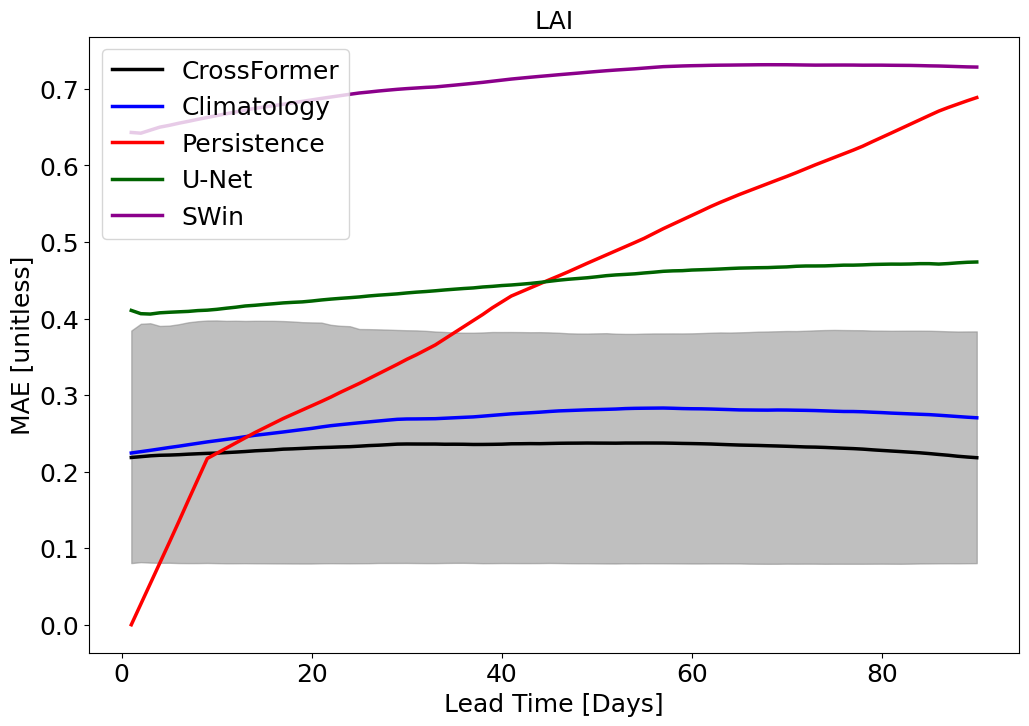 LAI
CrossFormer
Climatology
Persistence
U-Net
SWin
MAE [unitless]
0.7
0.6
0.5
0.4
0.3
0.2
0.1
0.0
0 20 40 60 80
Lead Time [Days]